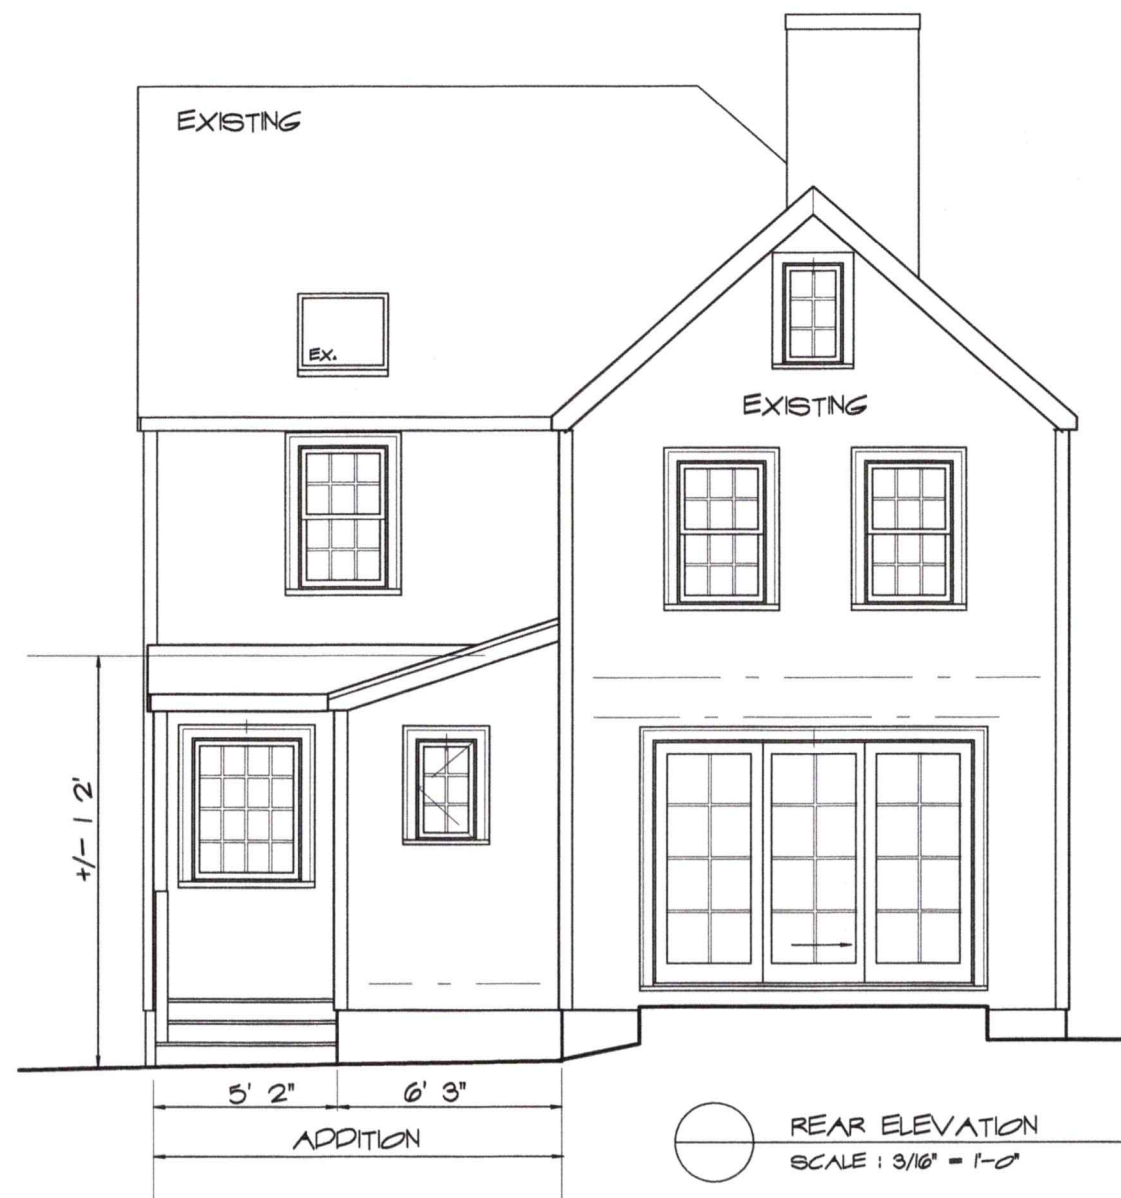 EXISTING
EX.
EXISTING
+/- 12'
5' 2"
6' 3"
ADDITION
REAR ELEVATION
SCALE : 3/16" = 1'-0"